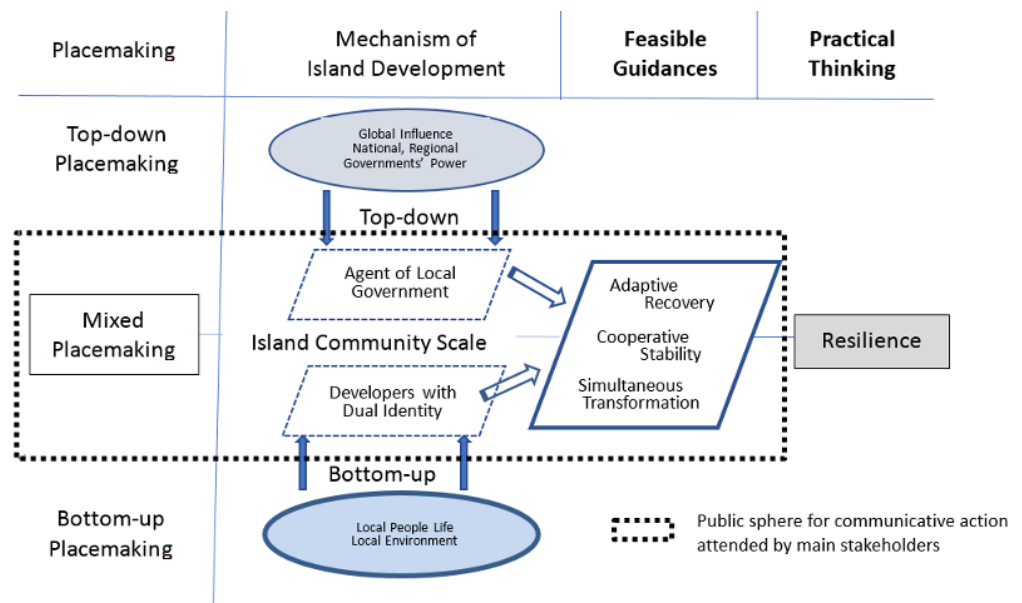 Placemaking
Mechanism of
Island Development
Feasible
Guidances
Practical
Thinking
Top-down
Placemaking
Global Influence
National, Regional
Governments' Power
Top-down
Agent of Local
Government
Mixed
Placemaking
Island Community Scale
Developers with
Dual Identity
Adaptive
Recovery
Cooperative
Stability
Simultaneous
Transformation
Resilience
Bottom-up
Bottom-up
Placemaking
Local People Life
Local Environment
Public sphere for communicative action
attended by main stakeholders